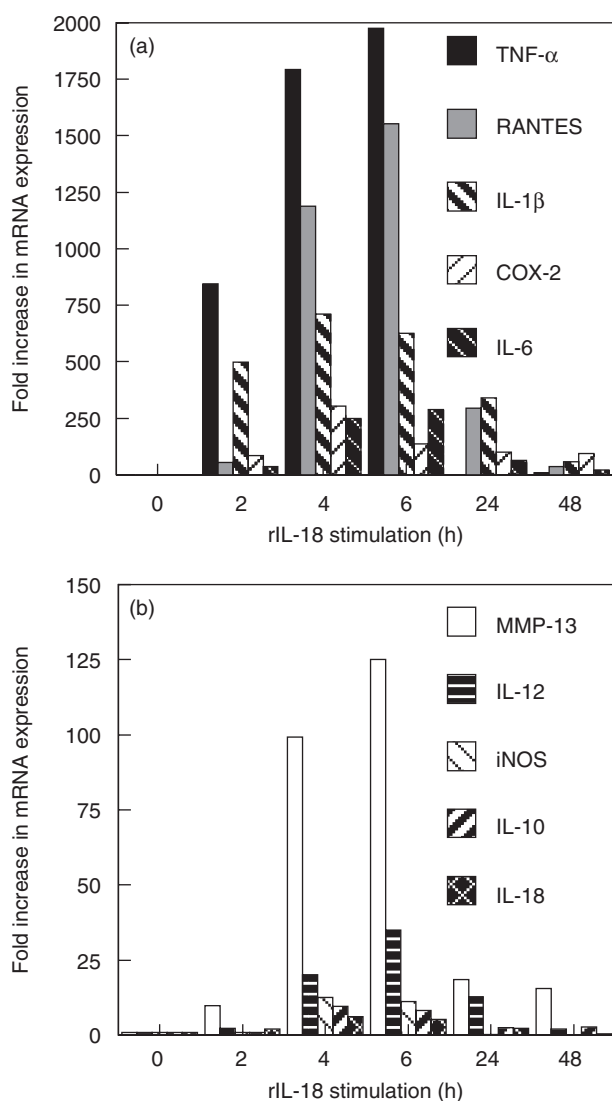 (a)
2000
1750
1500
1250
1000
750
500
250
0
Fold increase in mRNA expression
TNF-α
RANTES
IL-1β
COX-2
IL-6
0 2 4 6 24 48
rIL-18 stimulation (h)
(b)
150
125
100
75
50
25
0
Fold increase in mRNA expression
MMP-13
IL-12
iNOS
IL-10
IL-18
0 2 4 6 24 48
rIL-18 stimulation (h)